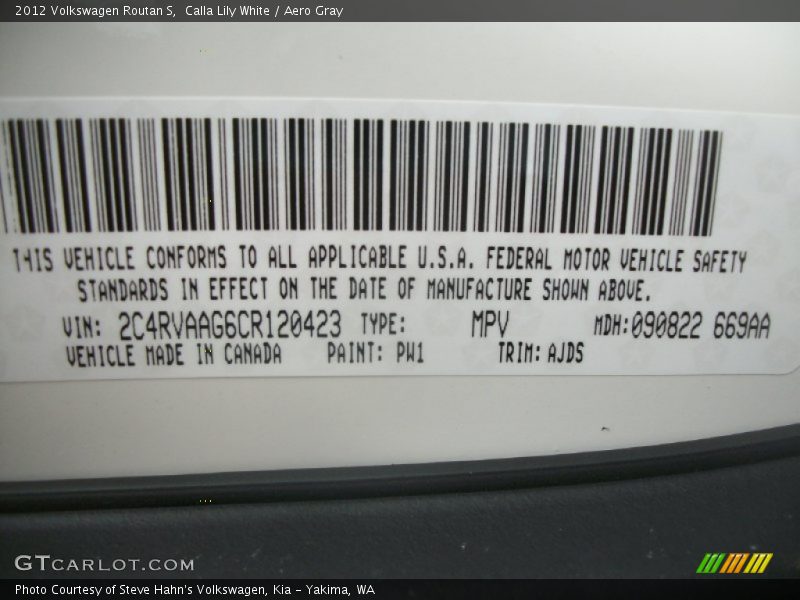 2012 Volkswagen Routan S,  Calla Lily White / Aero Gray
THIS VEHICLE CONFORMS TO ALL APPLICABLE U.S.A. FEDERAL MOTOR VEHICLE SAFETY
STANDARDS IN EFFECT ON THE DATE OF MANUFACTURE SHOWN ABOVE.
VIN: 2C4RVAAG6CR120423 TYPE: MPV MDH:090822 669AA
VEHICLE MADE IN CANADA PAINT: PW1 TRIM: AJDS
GTCARLOT.COM
Photo Courtesy of Steve Hahn's Volkswagen, Kia – Yakima, WA